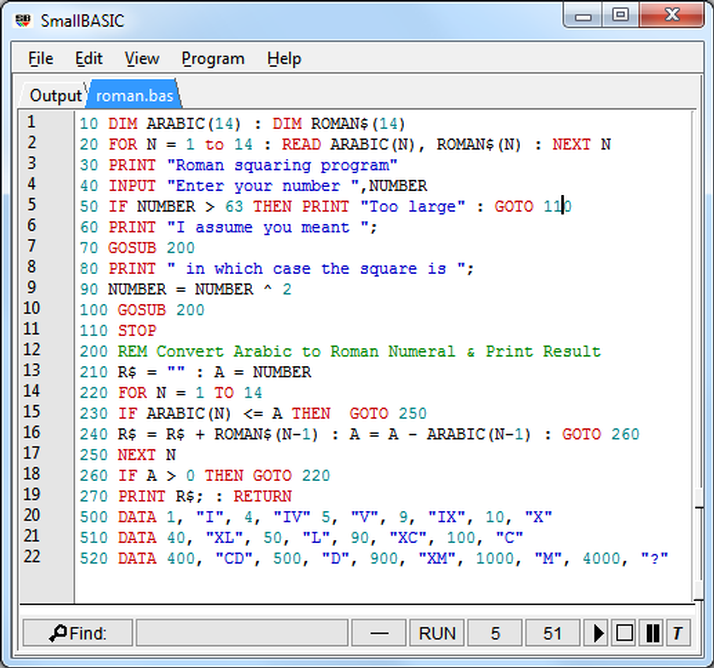 SmallBASIC
File Edit View Program Help
Output roman.bas
1 10 DIM ARABIC(14) : DIM ROMAN$(14)
2 20 FOR N = 1 to 14 : READ ARABIC(N), ROMAN$(N) : NEXT N
3 30 PRINT "Roman squaring program"
4 40 INPUT "Enter your number ",NUMBER
5 50 IF NUMBER > 63 THEN PRINT "Too large" : GOTO 110
6 60 PRINT "I assume you meant ";
7 70 GOSUB 200
8 80 PRINT " in which case the square is ";
9 90 NUMBER = NUMBER ^ 2
10 100 GOSUB 200
11 110 STOP
12 200 REM Convert Arabic to Roman Numeral & Print Result
13 210 R$ = "" : A = NUMBER
14 220 FOR N = 1 TO 14
15 230 IF ARABIC(N) <= A THEN  GOTO 250
16 240 R$ = R$ + ROMAN$(N-1) : A = A - ARABIC(N-1) : GOTO 260
17 250 NEXT N
18 260 IF A > 0 THEN GOTO 220
19 270 PRINT R$; : RETURN
20 500 DATA 1, "I", 4, "IV" 5, "V", 9, "IX", 10, "X"
21 510 DATA 40, "XL", 50, "L", 90, "XC", 100, "C"
22 520 DATA 400, "CD", 500, "D", 900, "XM", 1000, "M", 4000, "?"
Find: — RUN 5 51 T